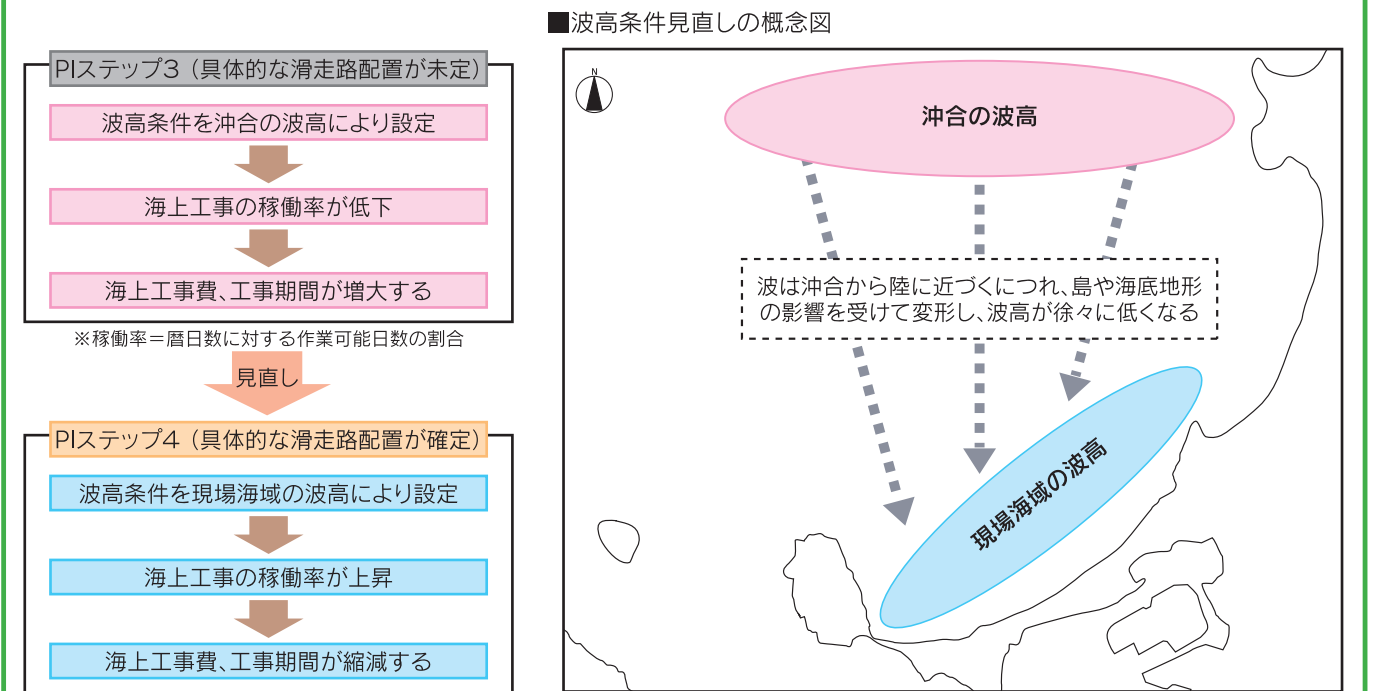 ■波高条件見直しの概念図
PIステップ3（具体的な滑走路配置が未定）
波高条件を沖合の波高により設定
海上工事の稼働率が低下
海上工事費、工事期間が増大する
※稼働率＝暦日数に対する作業可能日数の割合
見直し
PIステップ4（具体的な滑走路配置が確定）
波高条件を現場海域の波高により設定
海上工事の稼働率が上昇
海上工事費、工事期間が縮減する
N
沖合の波高
波は沖合から陸に近づくにつれ、島や海底地形
の影響を受けて変形し、波高が徐々に低くなる
現場海域の波高